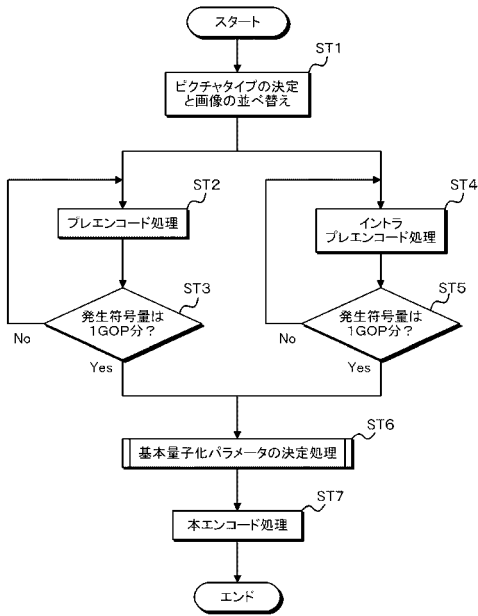 スタート
ST1
ピクチャタイプの決定
と画像の並べ替え
ST2
プレエンコード処理
ST4
イントラ
プレエンコード処理
ST3
発生符号量は
1GOP分？
No
Yes
ST5
発生符号量は
1GOP分？
No
Yes
ST6
基本量子化パラメータの決定処理
ST7
本エンコード処理
エンド